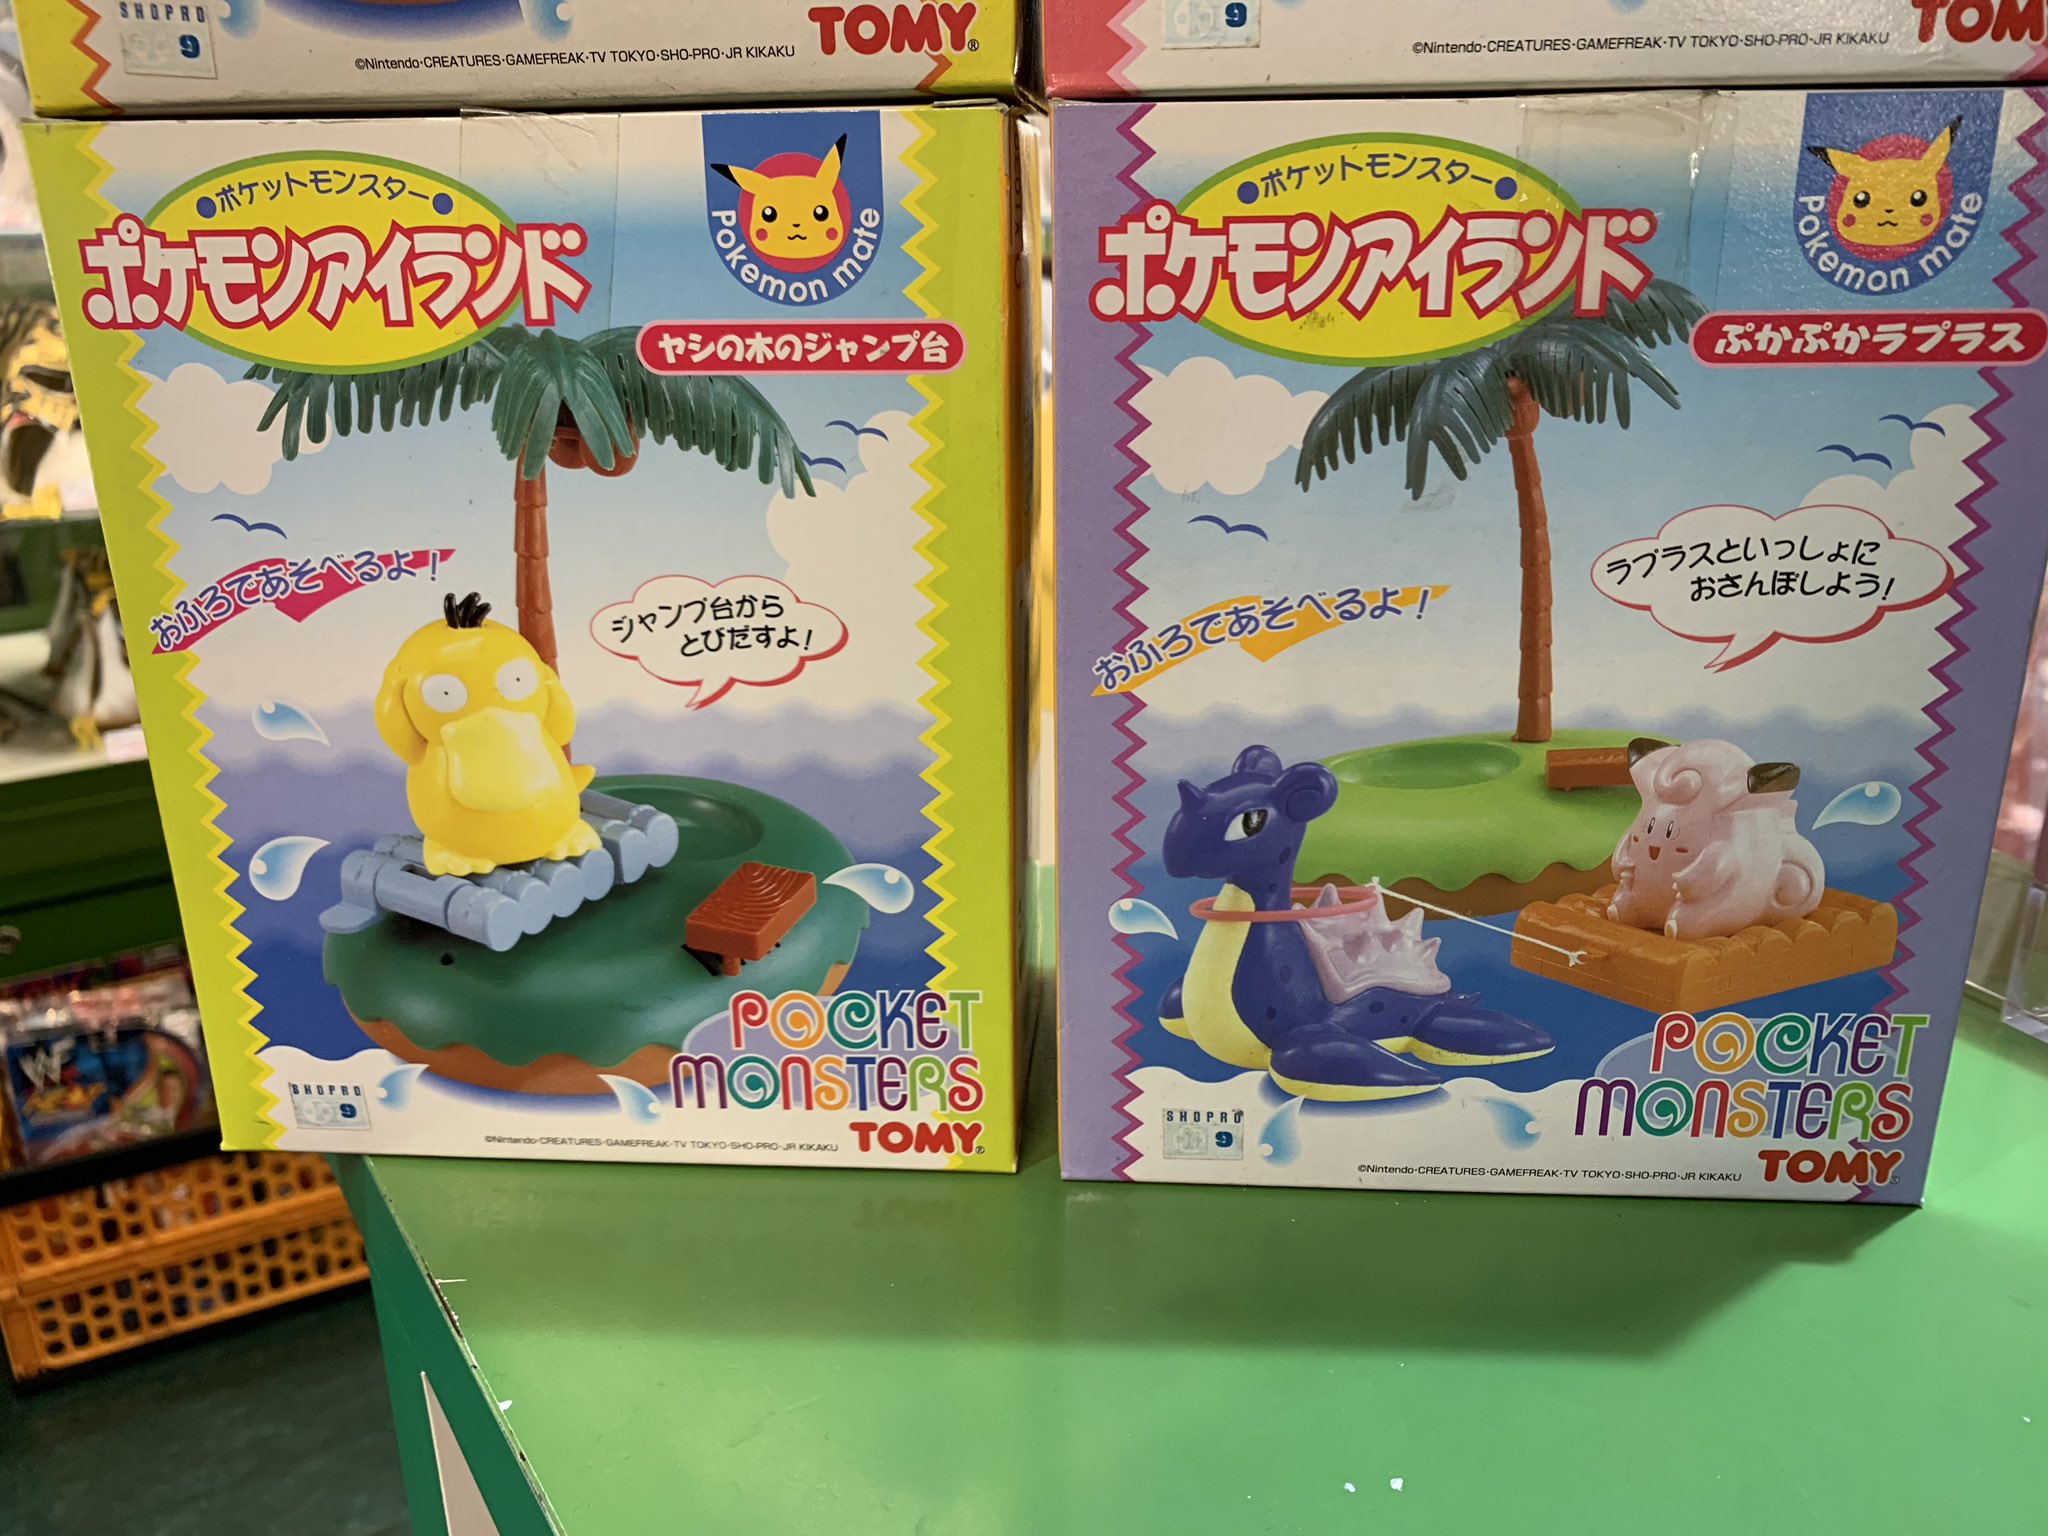 SHOPRO
9
©Nintendo·CREATURES·GAMEFREAK·TV TOKYO·SHO-PRO·JR KIKAKU
TOMY®
9
©Nintendo·CREATURES·GAMEFREAK·TV TOKYO·SHO-PRO·JR KIKAKU
TOM
●ポケットモンスター●
ポケモンアイランド
Pokemon mate
ヤシの木のジャンプ台
おふろであそべるよ!
ジャンプ台から
とびだすよ!
POCKET
MONSTERS
SHOPRO
9
©Nintendo·CREATURES·GAMEFREAK·TV TOKYO·SHO-PRO·JR KIKAKU
TOMY®
●ポケットモンスター●
ポケモンアイランド
Pokemon mate
ぷかぷかラプラス
ラプラスといっしょに
おさんぽしよう!
おふろであそべるよ!
POCKET
MONSTERS
SHOPRO
9
©Nintendo·CREATURES·GAMEFREAK·TV TOKYO·SHO-PRO·JR KIKAKU
TOMY®
WF